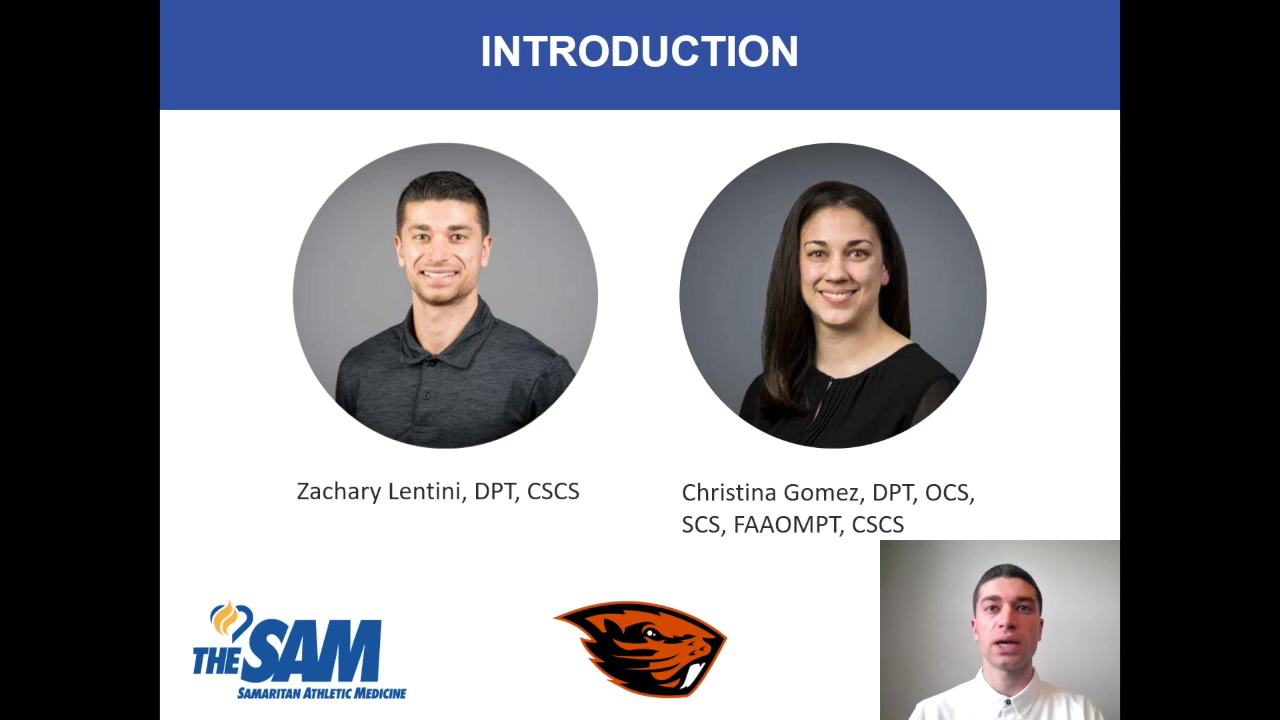 INTRODUCTION
Zachary Lentini, DPT, CSCS
Christina Gomez, DPT, OCS,
SCS, FAAOMPT, CSCS
THE SAM
SAMARITAN ATHLETIC MEDICINE